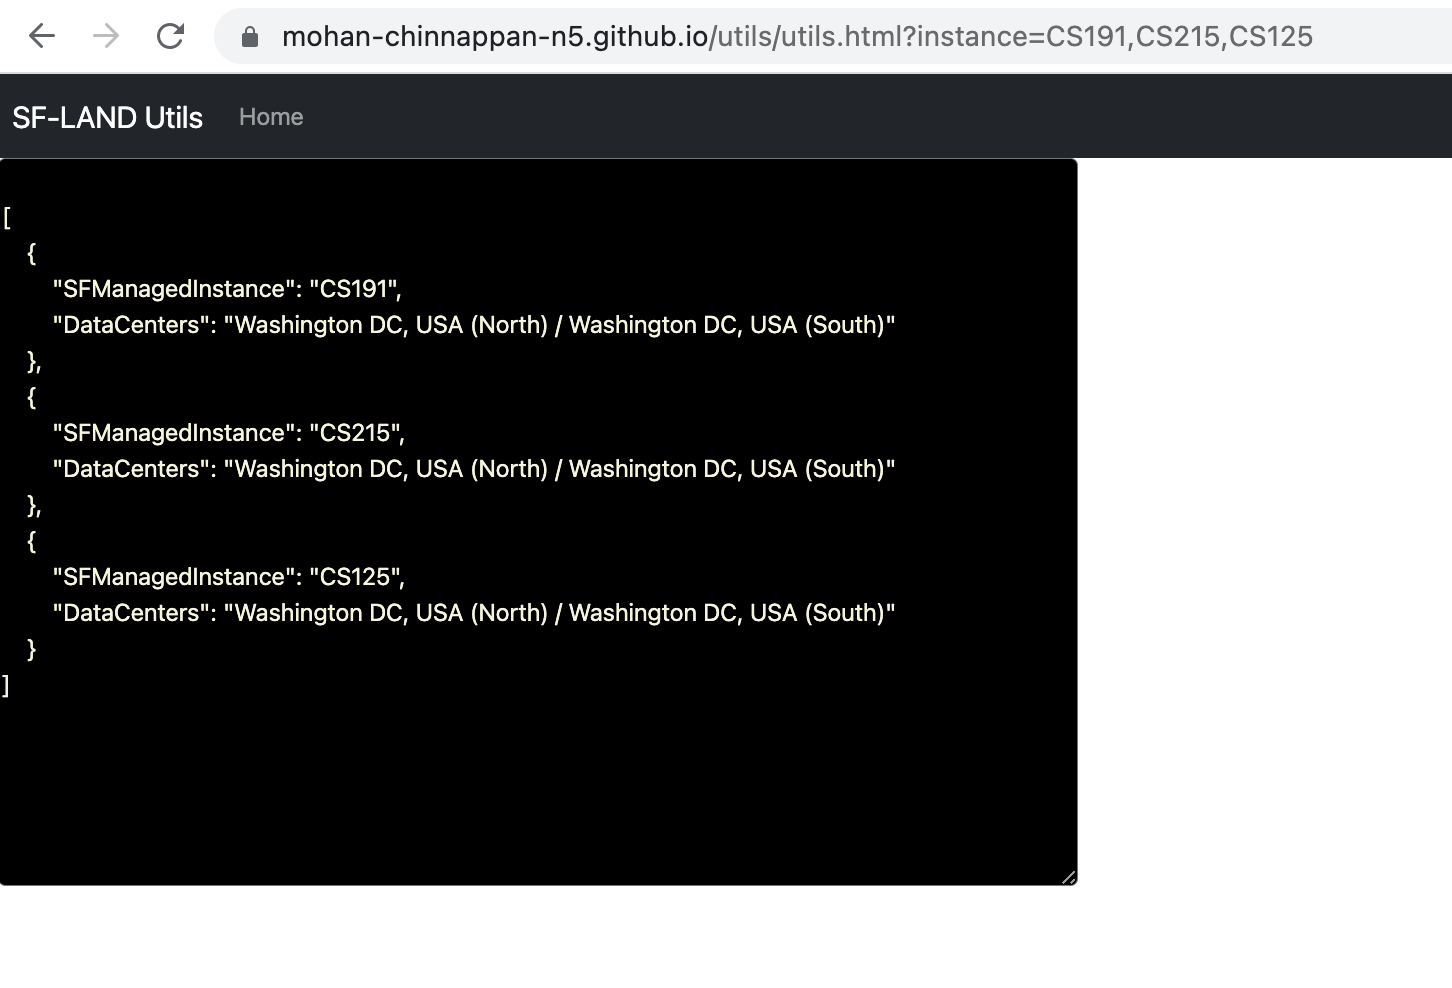 mohan-chinnappan-n5.github.io/utils/utils.html?instance=CS191,CS215,CS125
SF-LAND Utils Home
[
{
"SFManagedInstance": "CS191",
"DataCenters": "Washington DC, USA (North) / Washington DC, USA (South)"
},
{
"SFManagedInstance": "CS215",
"DataCenters": "Washington DC, USA (North) / Washington DC, USA (South)"
},
{
"SFManagedInstance": "CS125",
"DataCenters": "Washington DC, USA (North) / Washington DC, USA (South)"
}
]